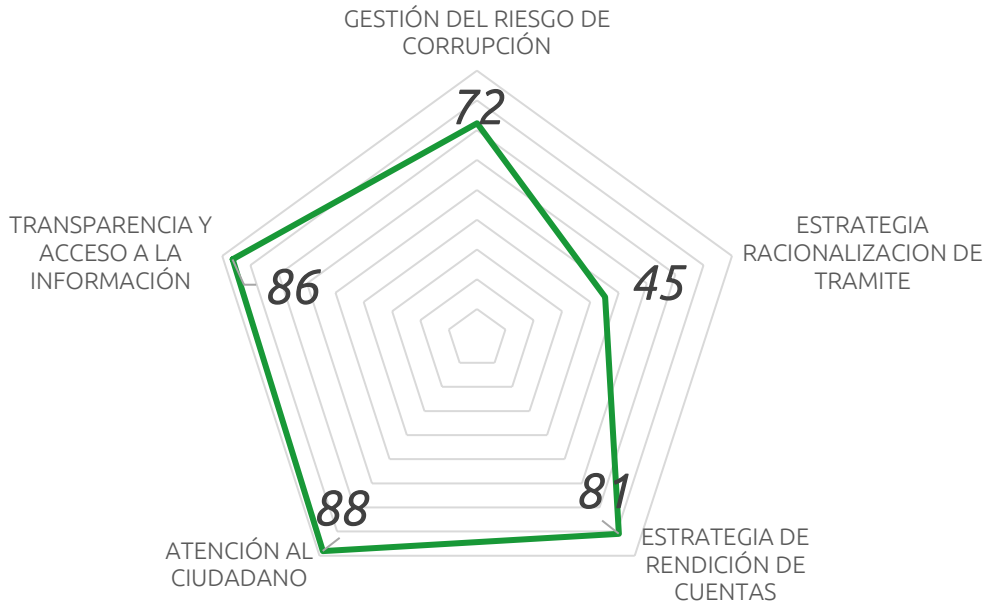 GESTIÓN DEL RIESGO DE
CORRUPCIÓN
72
ESTRATEGIA
RACIONALIZACION DE
TRAMITE
45
ESTRATEGIA DE
RENDICIÓN DE
CUENTAS
81
ATENCIÓN AL
CIUDADANO
88
TRANSPARENCIA Y
ACCESO A LA
INFORMACIÓN
86